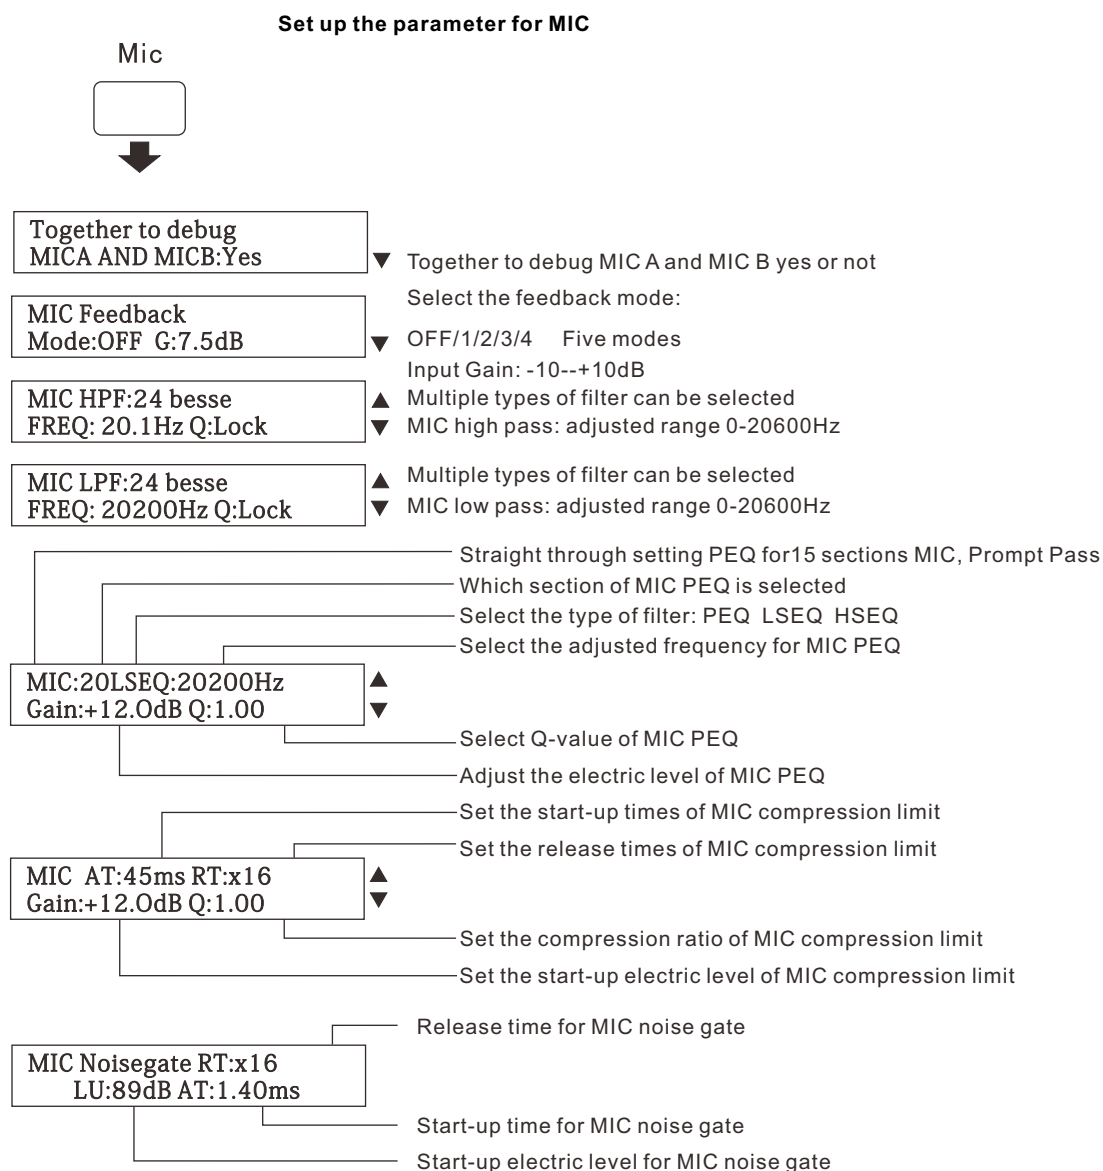 Set up the parameter for MIC
Mic
Together to debug
MICA AND MICB:Yes
Together to debug MIC A and MIC B yes or not
Select the feedback mode:
MIC Feedback
Mode:OFF G:7.5dB
OFF/1/2/3/4 Five modes
Input Gain: -10--+10dB
MIC HPF:24 besse
FREQ: 20.1Hz Q:Lock
Multiple types of filter can be selected
MIC high pass: adjusted range 0-20600Hz
MIC LPF:24 besse
FREQ: 20200Hz Q:Lock
Multiple types of filter can be selected
MIC low pass: adjusted range 0-20600Hz
Straight through setting PEQ for15 sections MIC, Prompt Pass
Which section of MIC PEQ is selected
Select the type of filter: PEQ LSEQ HSEQ
Select the adjusted frequency for MIC PEQ
MIC:20LSEQ:20200Hz
Gain:+12.OdB Q:1.00
Select Q-value of MIC PEQ
Adjust the electric level of MIC PEQ
Set the start-up times of MIC compression limit
Set the release times of MIC compression limit
MIC AT:45ms RT:x16
Gain:+12.OdB Q:1.00
Set the compression ratio of MIC compression limit
Set the start-up electric level of MIC compression limit
Release time for MIC noise gate
MIC Noisegate RT:x16
LU:89dB AT:1.40ms
Start-up time for MIC noise gate
Start-up electric level for MIC noise gate